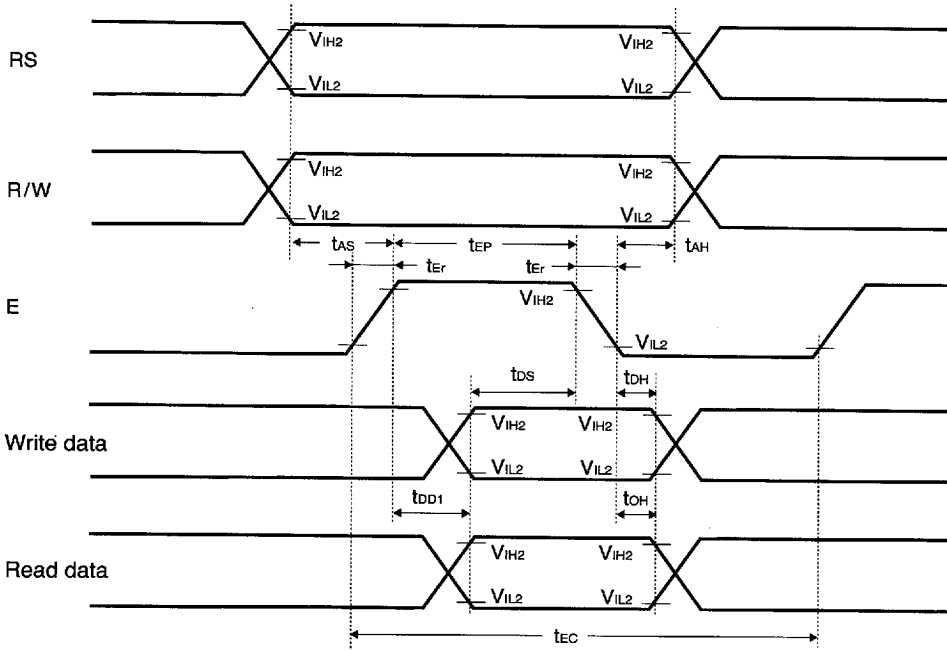 RS
VIH2 VIH2
VIL2 VIL2
R/W
VIH2 VIH2
VIL2 VIL2
tAS tEP tAH
tEr tEr
E
VIH2
VIL2
tDS tDH
Write data
VIH2 VIH2
VIL2 VIL2
tDD1 tOH
Read data
VIH2 VIH2
VIL2 VIL2
tEC